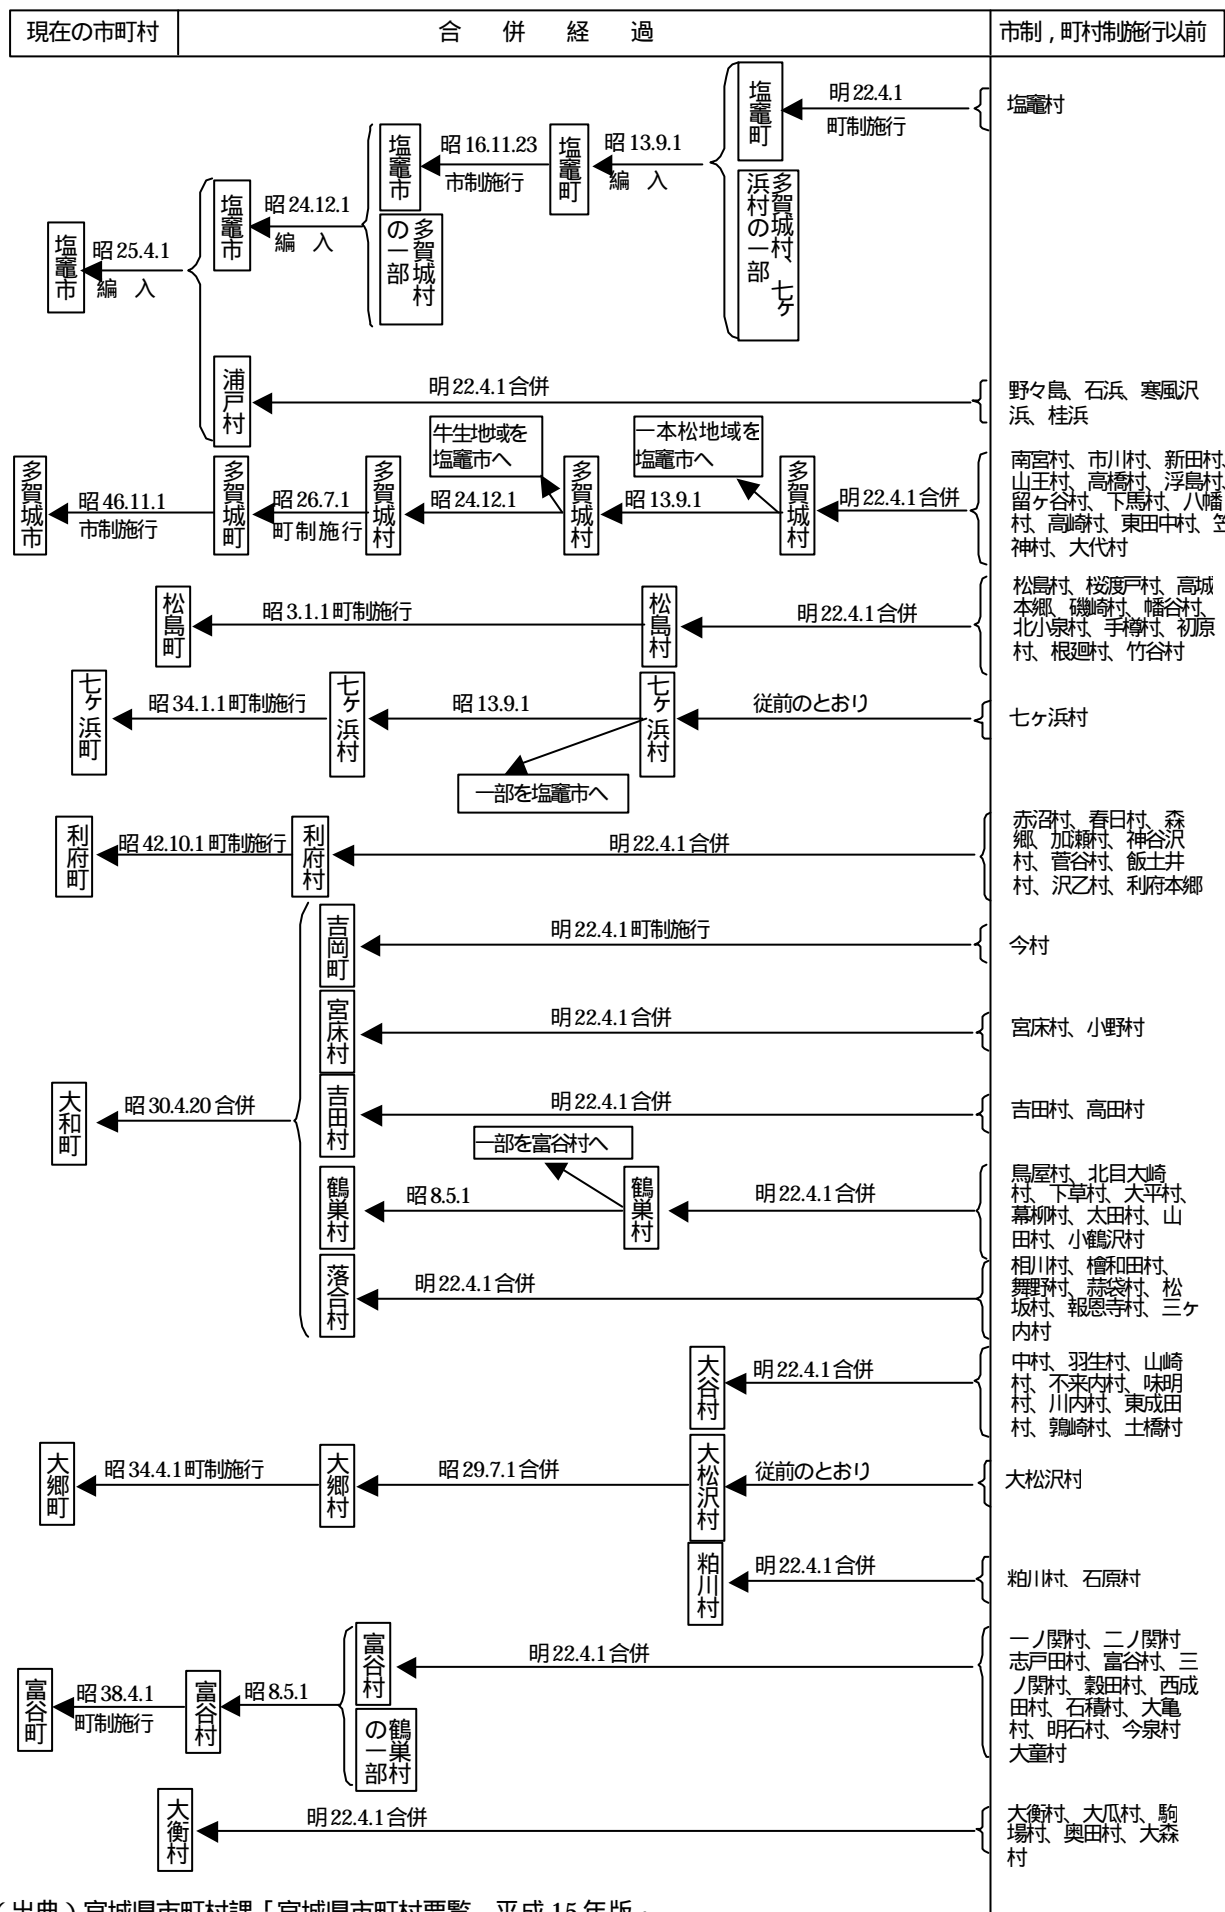 現在の市町村
合併経過
市制，町村制施行以前
塩竈市
昭25.4.1
編入
塩竈市
昭24.12.1
編入
塩竈市
多賀城村
の一部
昭16.11.23
市制施行
塩竈町
昭13.9.1
編入
塩竈町
多賀城村、七ヶ
浜村の一部
明22.4.1
町制施行
塩竈村
浦戸村
明22.4.1合併
野々島、石浜、寒風沢
浜、桂浜
多賀城市
昭46.11.1
市制施行
多賀城町
昭26.7.1
町制施行
多賀城村
昭24.12.1
牛生地域を
塩竈市へ
多賀城村
昭13.9.1
一本松地域を
塩竈市へ
多賀城村
明22.4.1合併
南宮村、市川村、新田村、
山王村、高橋村、浮島村、
留ヶ谷村、下馬村、八幡
村、高崎村、東田中村、笠
神村、大代村
松島町
昭3.1.1町制施行
松島村
明22.4.1合併
松島村、桜渡戸村、高城
本郷、磯崎村、幡谷村、
北小泉村、手樽村、初原
村、根廻村、竹谷村
七ヶ浜町
昭34.1.1町制施行
七ヶ浜村
昭13.9.1
一部を塩竈市へ
七ヶ浜村
従前のとおり
七ヶ浜村
利府町
昭42.10.1町制施行
利府村
明22.4.1合併
赤沼村、春日村、森
郷、加瀬村、神谷沢
村、菅谷村、飯土井
村、沢乙村、利府本郷
大和町
昭30.4.20合併
吉岡町
明22.4.1町制施行
今村
宮床村
明22.4.1合併
宮床村、小野村
吉田村
明22.4.1合併
吉田村、高田村
鶴巣村
昭8.5.1
一部を富谷村へ
鶴巣村
明22.4.1合併
鳥屋村、北目大崎
村、下草村、大平村、
幕柳村、太田村、山
田村、小鶴沢村
落合村
明22.4.1合併
相川村、檜和田村、
舞野村、蒜袋村、松
坂村、報恩寺村、三ヶ
内村
大谷村
明22.4.1合併
中村、羽生村、山崎
村、不来内村、味明
村、川内村、東成田
村、鶉崎村、土橋村
大郷町
昭34.4.1町制施行
大郷村
昭29.7.1合併
大松沢村
従前のとおり
大松沢村
粕川村
明22.4.1合併
粕川村、石原村
富谷町
昭38.4.1
町制施行
富谷村
昭8.5.1
富谷村
鶴巣村
の一部
明22.4.1合併
一ノ関村、二ノ関村
志戸田村、富谷村、三
ノ関村、穀田村、西成
田村、石積村、大亀
村、明石村、今泉村
大童村
大衡村
明22.4.1合併
大衡村、大瓜村、駒
場村、奥田村、大森
村
（出典）宮城県市町村課「宮城県市町村要覧 平成15年版」